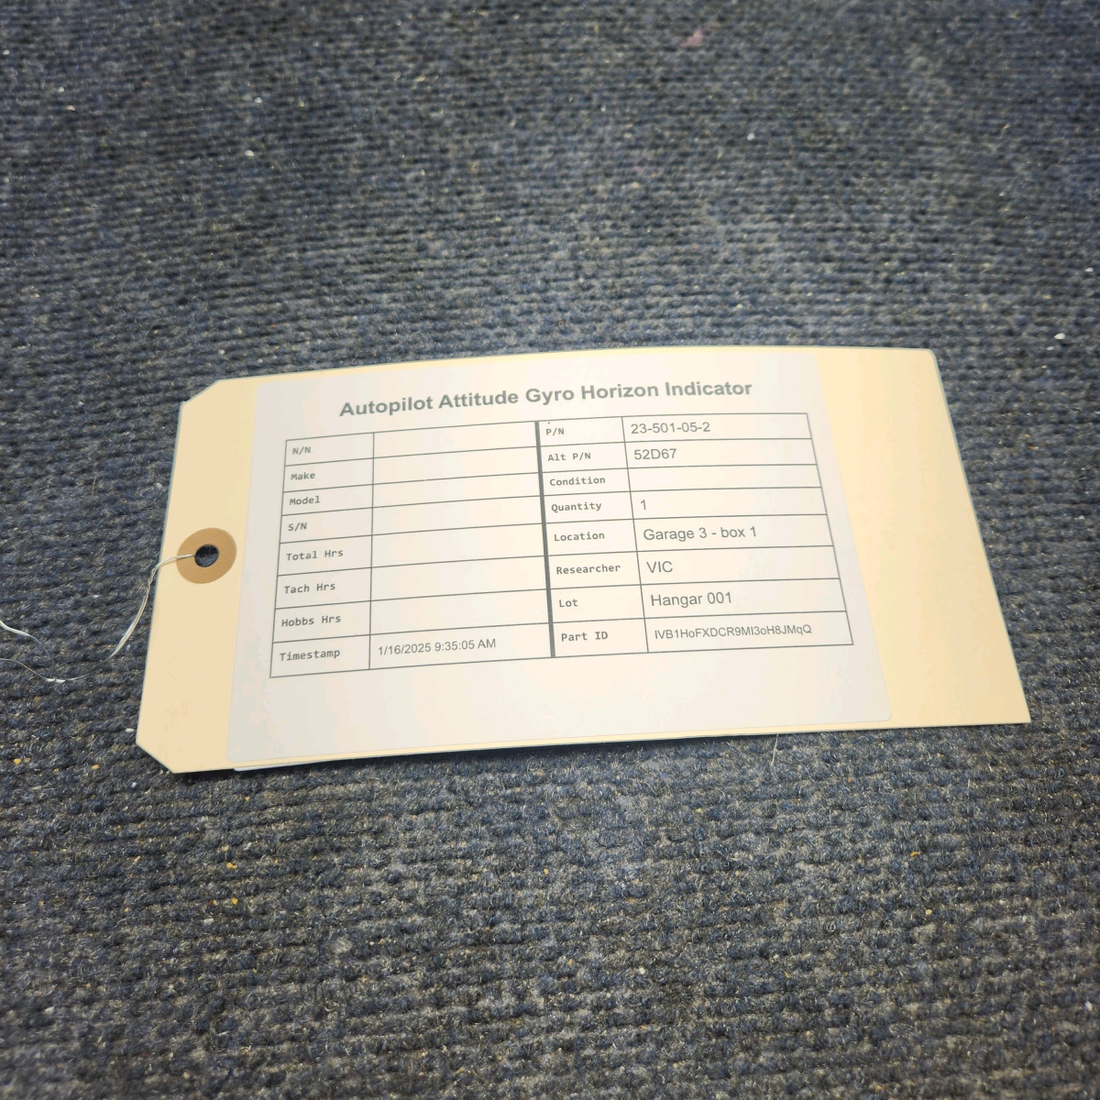 Autopilot Attitude Gyro Horizon Indicator
N/N
Make
Model
S/N
Total Hrs
Tach Hrs
Hobbs Hrs
Timestamp 1/16/2025 9:35:05 AM
P/N 23-501-05-2
Alt P/N 52D67
Condition
Quantity 1
Location Garage 3 - box 1
Researcher VIC
Lot Hangar 001
Part ID IVB1HoFXDCR9MI3oH8JMqQ